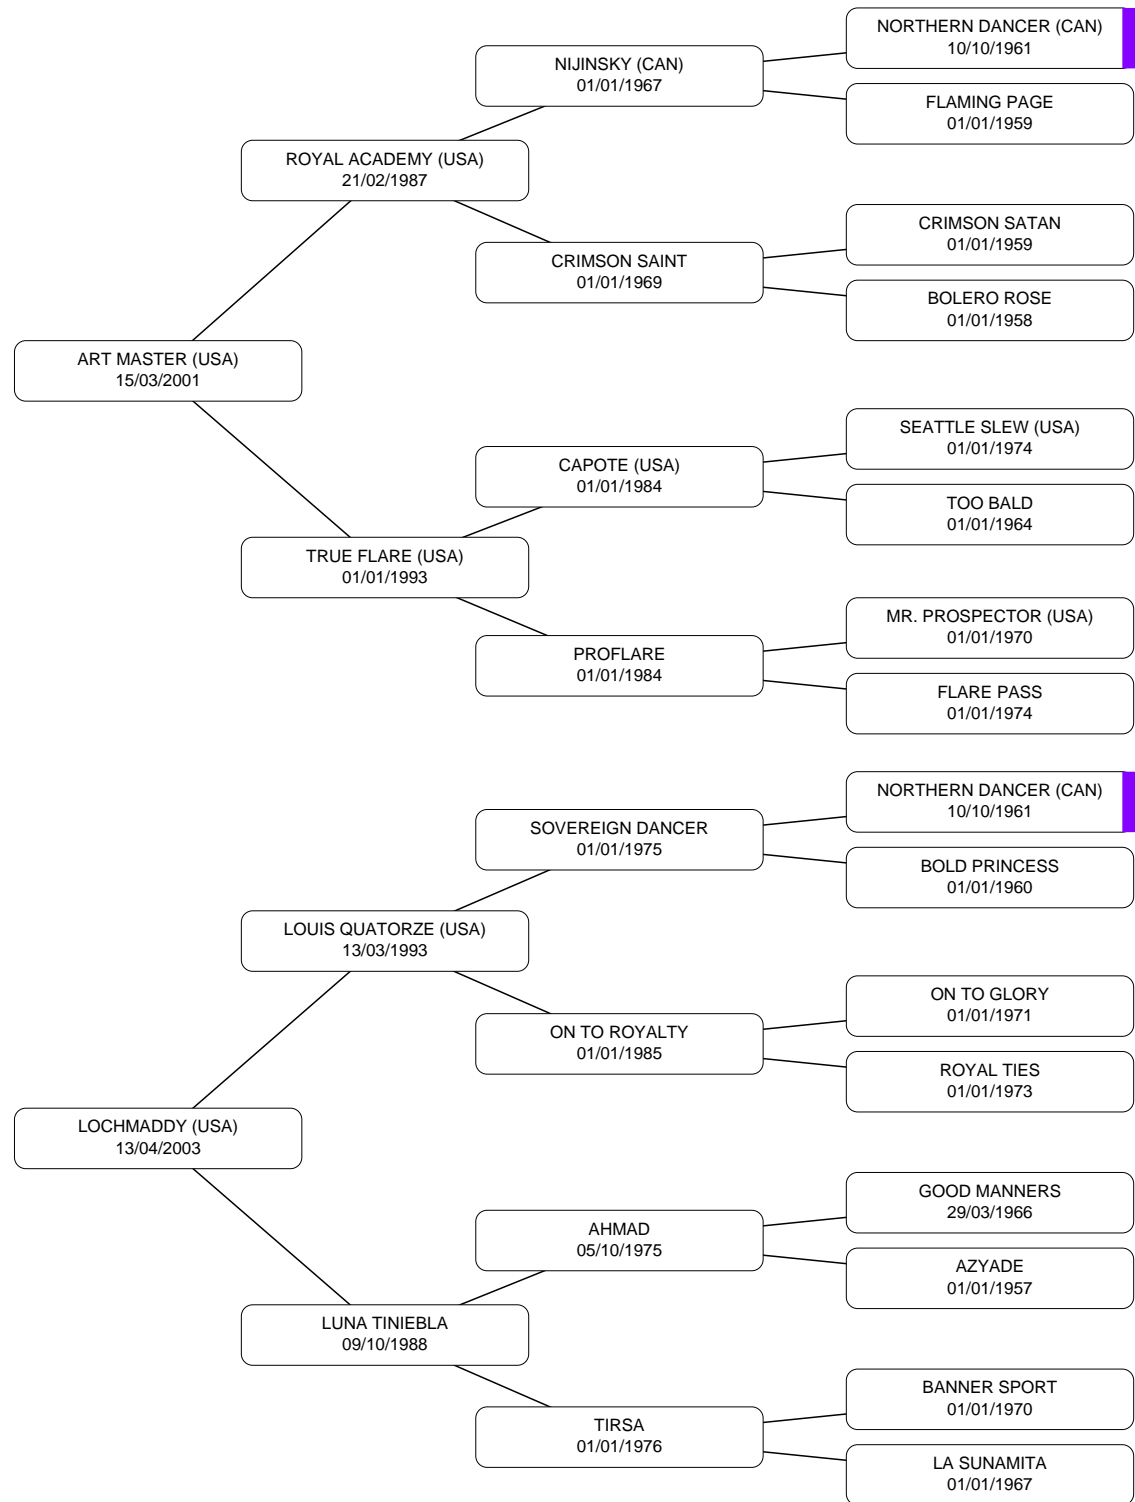 NORTHERN DANCER (CAN)
10/10/1961
NIJINSKY (CAN)
01/01/1967
FLAMING PAGE
01/01/1959
ROYAL ACADEMY (USA)
21/02/1987
CRIMSON SATAN
01/01/1959
CRIMSON SAINT
01/01/1969
BOLERO ROSE
01/01/1958
ART MASTER (USA)
15/03/2001
SEATTLE SLEW (USA)
01/01/1974
CAPOTE (USA)
01/01/1984
TOO BALD
01/01/1964
TRUE FLARE (USA)
01/01/1993
MR. PROSPECTOR (USA)
01/01/1970
PROFLARE
01/01/1984
FLARE PASS
01/01/1974
NORTHERN DANCER (CAN)
10/10/1961
SOVEREIGN DANCER
01/01/1975
BOLD PRINCESS
01/01/1960
LOUIS QUATORZE (USA)
13/03/1993
ON TO GLORY
01/01/1971
ON TO ROYALTY
01/01/1985
ROYAL TIES
01/01/1973
LOCHMADDY (USA)
13/04/2003
GOOD MANNERS
29/03/1966
AHMAD
05/10/1975
AZYADE
01/01/1957
LUNA TINIEBLA
09/10/1988
BANNER SPORT
01/01/1970
TIRSA
01/01/1976
LA SUNAMITA
01/01/1967